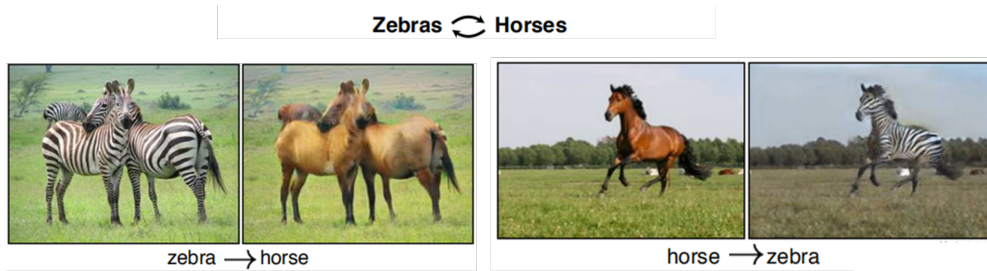 Zebras ⇄ Horses
zebra → horse
horse → zebra